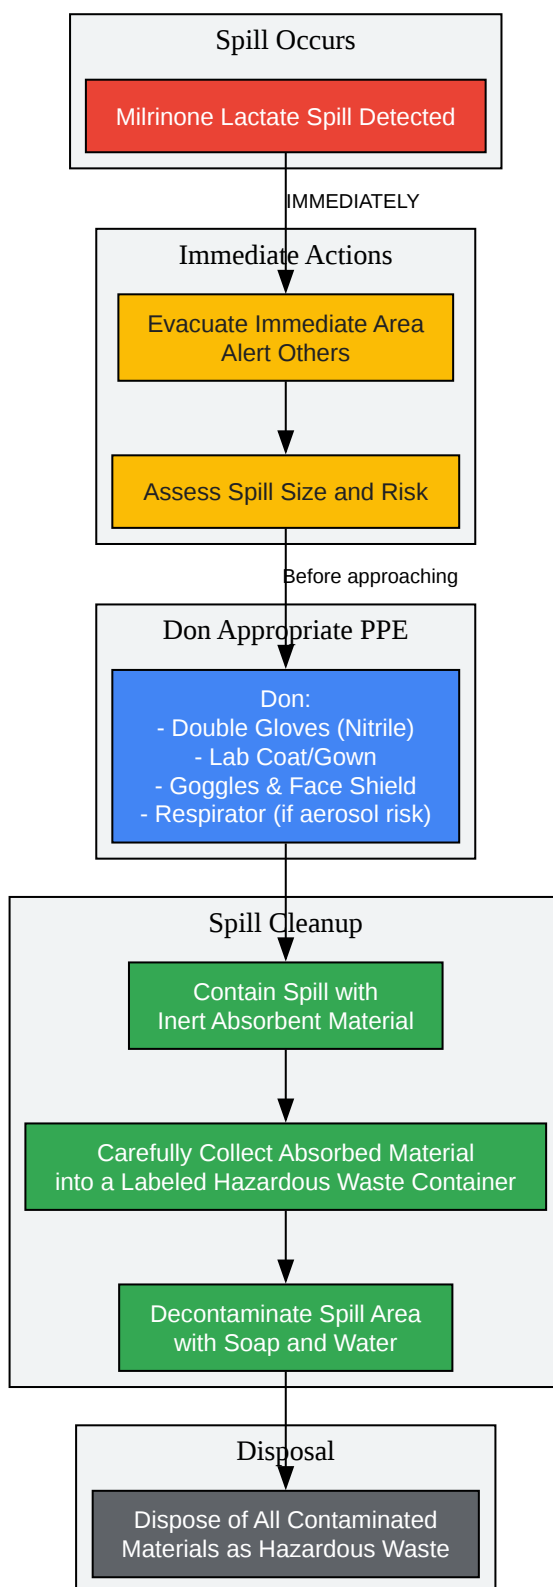 Spill Occurs
Milrinone Lactate Spill Detected
IMMEDIATELY
Immediate Actions
Evacuate Immediate Area
Alert Others
Assess Spill Size and Risk
Before approaching
Don Appropriate PPE
Don:
- Double Gloves (Nitrile)
- Lab Coat/Gown
- Goggles & Face Shield
- Respirator (if aerosol risk)
Spill Cleanup
Contain Spill with
Inert Absorbent Material
Carefully Collect Absorbed Material
into a Labeled Hazardous Waste Container
Decontaminate Spill Area
with Soap and Water
Disposal
Dispose of All Contaminated
Materials as Hazardous Waste